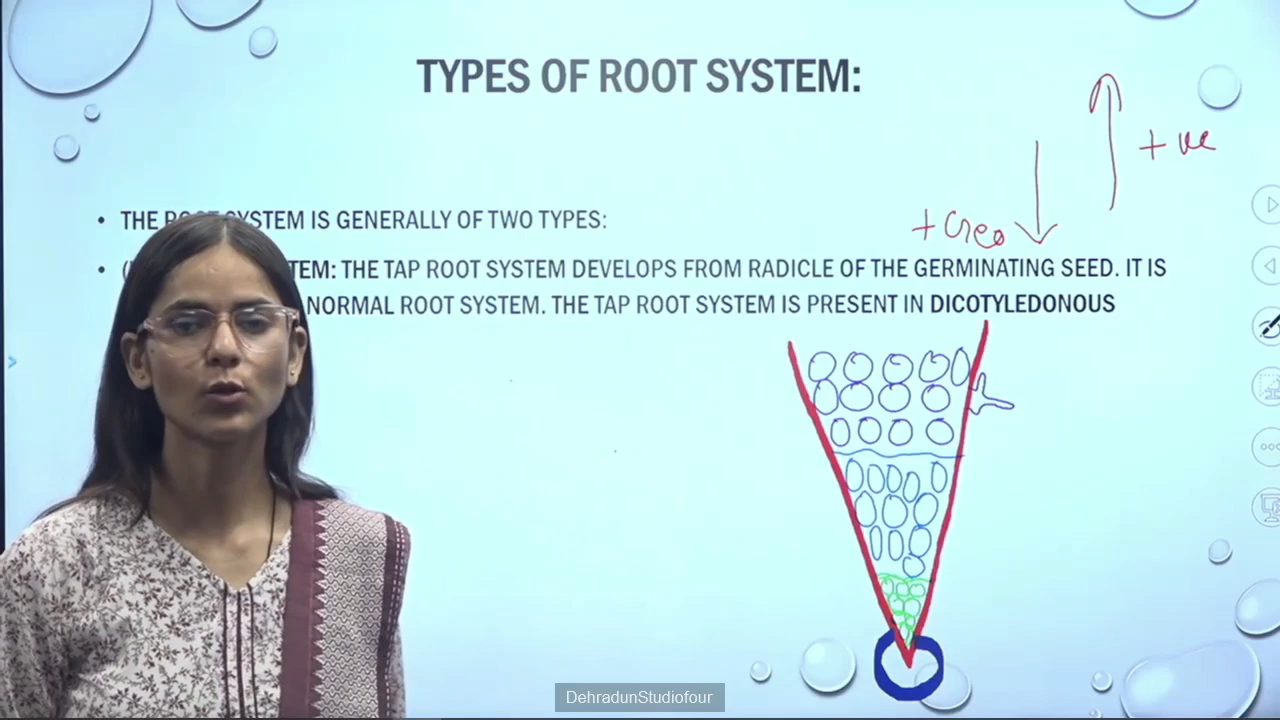 TYPES OF ROOT SYSTEM:
+ve
• THE ROOT SYSTEM IS GENERALLY OF TWO TYPES:
+Geo
• TEM: THE TAP ROOT SYSTEM DEVELOPS FROM RADICLE OF THE GERMINATING SEED. IT IS
NORMAL ROOT SYSTEM. THE TAP ROOT SYSTEM IS PRESENT IN DICOTYLEDONOUS
DehradunStudiofour